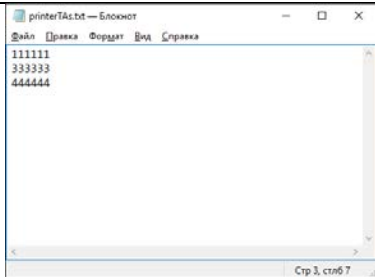 printerTAs.txt — Блокнот
Файл Правка Формат Вид Справка
111111
333333
444444
Стр 3, стлб 7